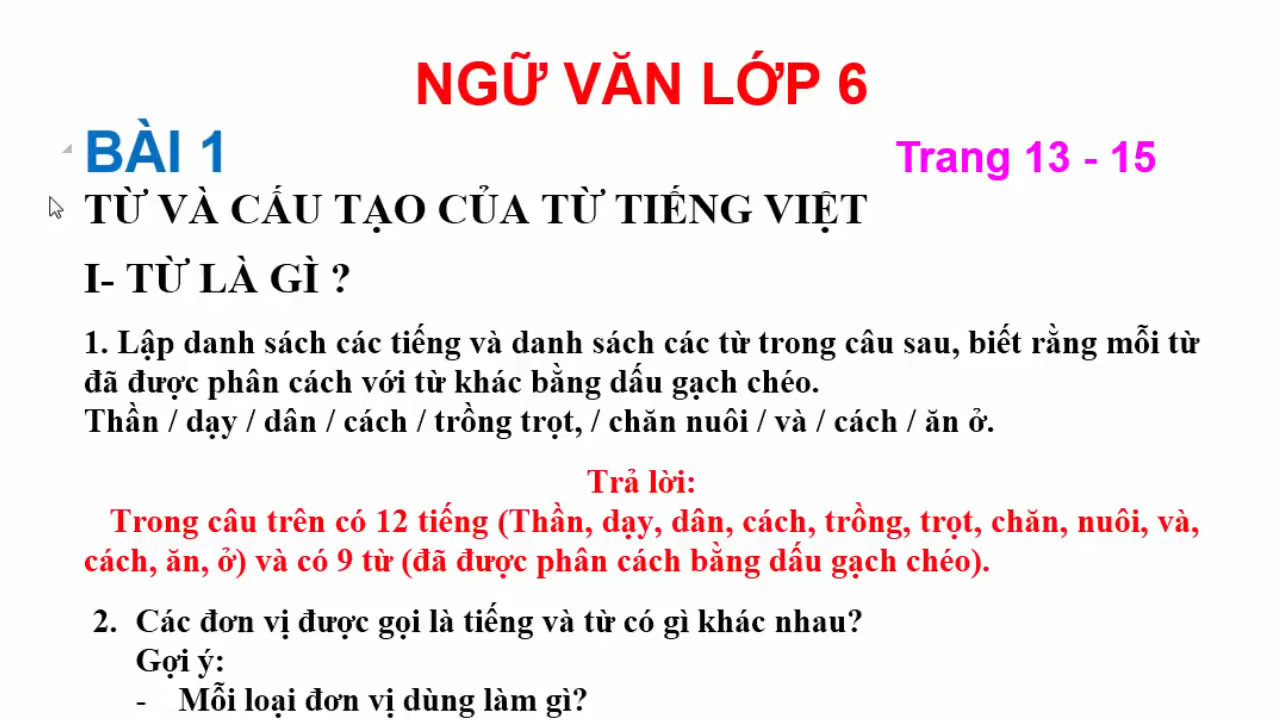 NGỮ VĂN LỚP 6
BÀI 1 Trang 13 - 15
TỪ VÀ CẤU TẠO CỦA TỪ TIẾNG VIỆT
I- TỪ LÀ GÌ ?
1. Lập danh sách các tiếng và danh sách các từ trong câu sau, biết rằng mỗi từ
đã được phân cách với từ khác bằng dấu gạch chéo.
Thần / dạy / dân / cách / trồng trọt, / chăn nuôi / và / cách / ăn ở.
Trả lời:
Trong câu trên có 12 tiếng (Thần, dạy, dân, cách, trồng, trọt, chăn, nuôi, và,
cách, ăn, ở) và có 9 từ (đã được phân cách bằng dấu gạch chéo).
2. Các đơn vị được gọi là tiếng và từ có gì khác nhau?
Gợi ý:
- Mỗi loại đơn vị dùng làm gì?